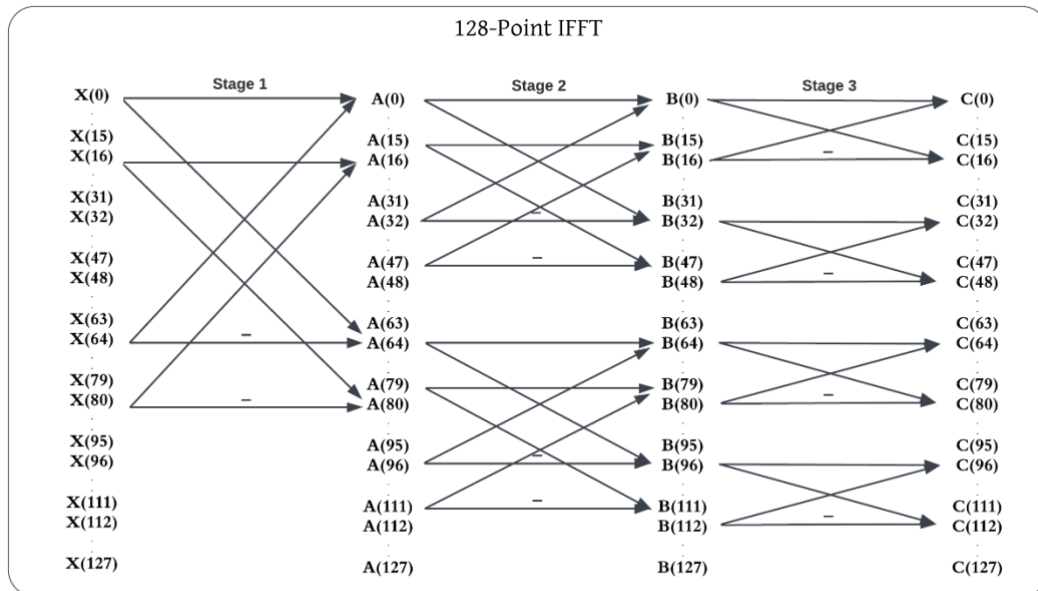 128-Point IFFT
Stage 1
Stage 2
Stage 3
X(0)
A(0)
B(0)
C(0)
X(15)
A(15)
B(15)
C(15)
X(16)
A(16)
B(16)
–
C(16)
X(31)
A(31)
B(31)
C(31)
X(32)
A(32)
–
B(32)
C(32)
X(47)
A(47)
–
B(47)
C(47)
X(48)
A(48)
B(48)
–
C(48)
X(63)
A(63)
B(63)
C(63)
X(64)
–
A(64)
B(64)
C(64)
X(79)
A(79)
B(79)
C(79)
X(80)
–
A(80)
B(80)
–
C(80)
X(95)
A(95)
B(95)
C(95)
X(96)
A(96)
–
B(96)
C(96)
X(111)
A(111)
–
B(111)
C(111)
X(112)
A(112)
B(112)
–
C(112)
X(127)
A(127)
B(127)
C(127)